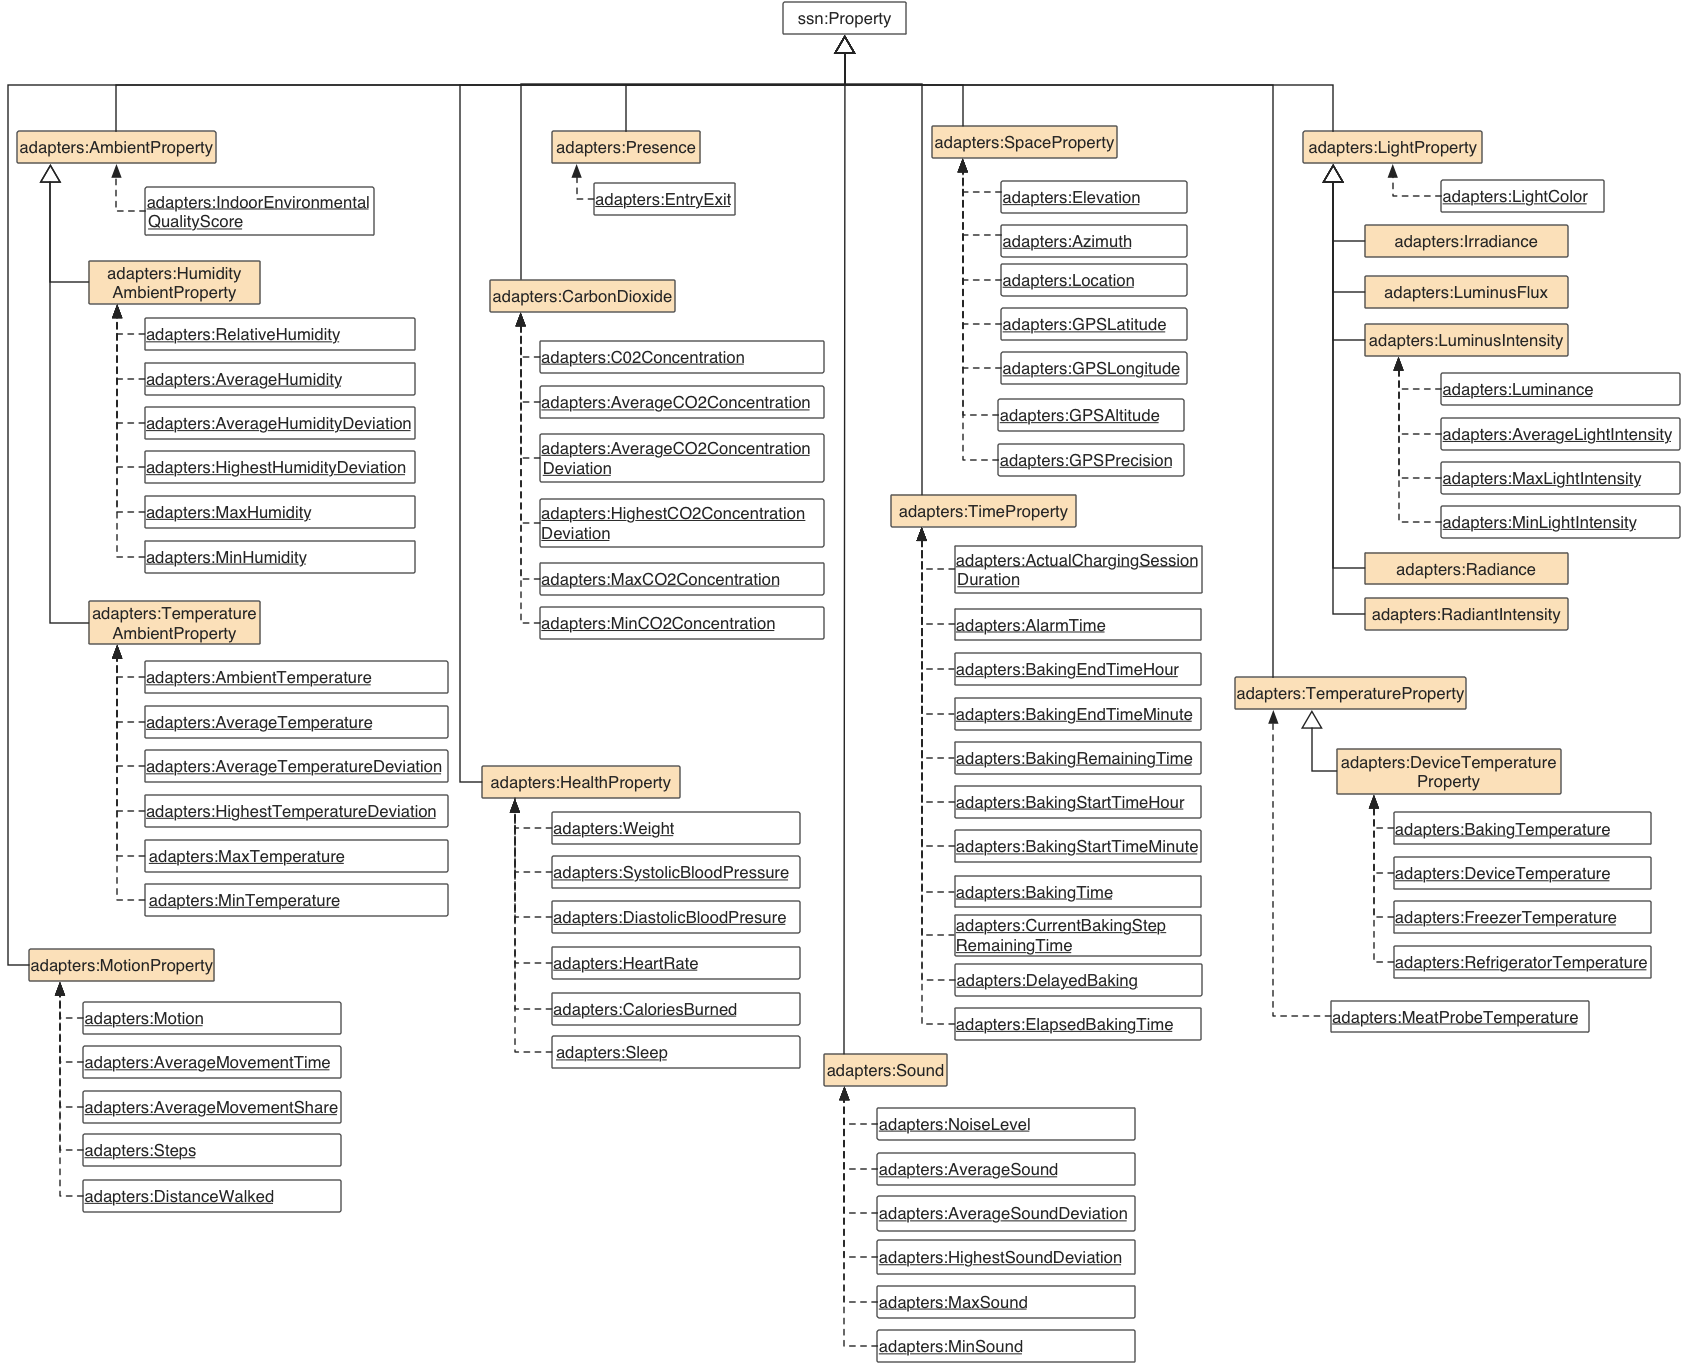 ssn:Property
adapters:AmbientProperty
adapters:IndoorEnvironmental
QualityScore
adapters:Humidity
AmbientProperty
adapters:RelativeHumidity
adapters:AverageHumidity
adapters:AverageHumidityDeviation
adapters:HighestHumidityDeviation
adapters:MaxHumidity
adapters:MinHumidity
adapters:Temperature
AmbientProperty
adapters:AmbientTemperature
adapters:AverageTemperature
adapters:AverageTemperatureDeviation
adapters:HighestTemperatureDeviation
adapters:MaxTemperature
adapters:MinTemperature
adapters:MotionProperty
adapters:Motion
adapters:AverageMovementTime
adapters:AverageMovementShare
adapters:Steps
adapters:DistanceWalked
adapters:Presence
adapters:EntryExit
adapters:CarbonDioxide
adapters:C02Concentration
adapters:AverageCO2Concentration
adapters:AverageCO2Concentration
Deviation
adapters:HighestCO2Concentration
Deviation
adapters:MaxCO2Concentration
adapters:MinCO2Concentration
adapters:HealthProperty
adapters:Weight
adapters:SystolicBloodPressure
adapters:DiastolicBloodPresure
adapters:HeartRate
adapters:CaloriesBurned
adapters:Sleep
adapters:SpaceProperty
adapters:Elevation
adapters:Azimuth
adapters:Location
adapters:GPSLatitude
adapters:GPSLongitude
adapters:GPSAltitude
adapters:GPSPrecision
adapters:TimeProperty
adapters:ActualChargingSession
Duration
adapters:AlarmTime
adapters:BakingEndTimeHour
adapters:BakingEndTimeMinute
adapters:BakingRemainingTime
adapters:BakingStartTimeHour
adapters:BakingStartTimeMinute
adapters:BakingTime
adapters:CurrentBakingStep
RemainingTime
adapters:DelayedBaking
adapters:ElapsedBakingTime
adapters:Sound
adapters:NoiseLevel
adapters:AverageSound
adapters:AverageSoundDeviation
adapters:HighestSoundDeviation
adapters:MaxSound
adapters:MinSound
adapters:LightProperty
adapters:LightColor
adapters:Irradiance
adapters:LuminusFlux
adapters:LuminusIntensity
adapters:Luminance
adapters:AverageLightIntensity
adapters:MaxLightIntensity
adapters:MinLightIntensity
adapters:Radiance
adapters:RadiantIntensity
adapters:TemperatureProperty
adapters:DeviceTemperature
Property
adapters:BakingTemperature
adapters:DeviceTemperature
adapters:FreezerTemperature
adapters:RefrigeratorTemperature
adapters:MeatProbeTemperature